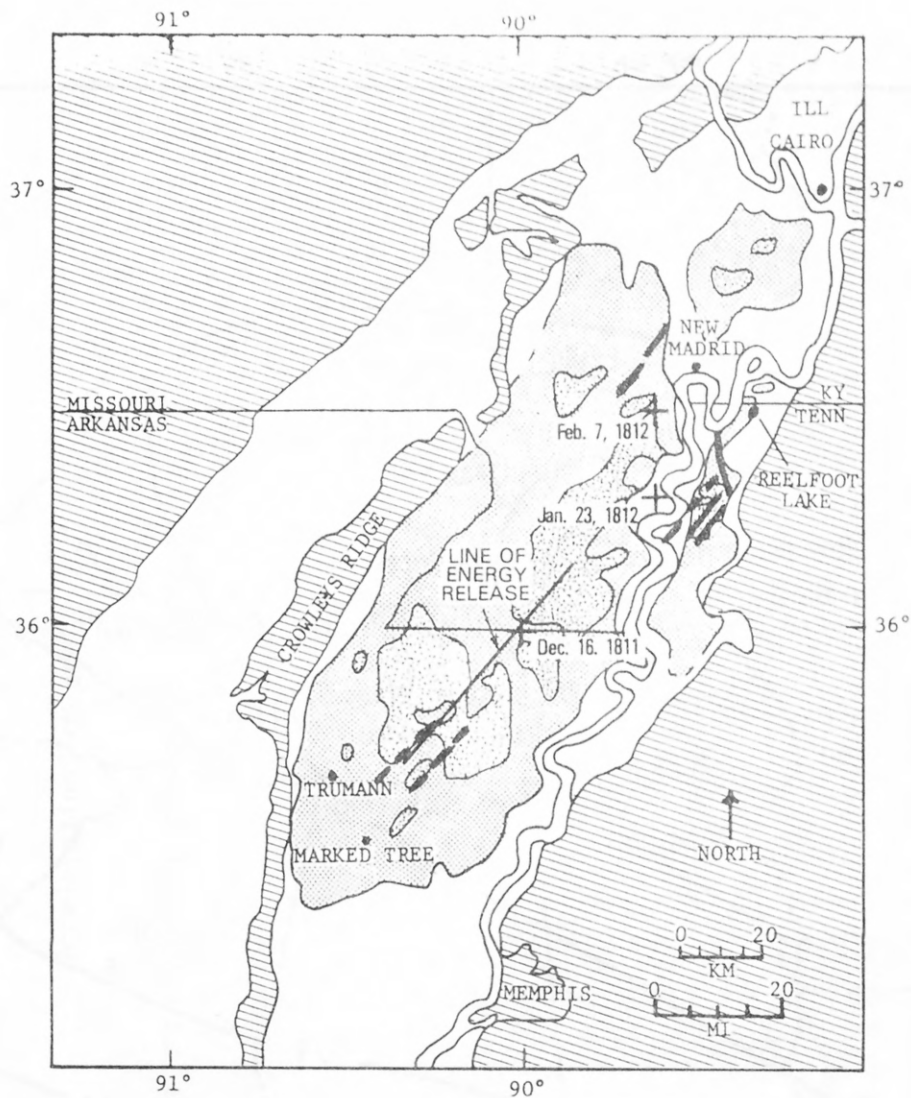 91°
90°
ILL
CAIRO
37°
37°
NEW
MADRID
MISSOURI
ARKANSAS
KY
TENN
Feb. 7, 1812
REELFOOT
LAKE
Jan. 23, 1812
CROWLEYS RIDGE
LINE OF
ENERGY
RELEASE
36°
36°
Dec. 16. 1811
TRUMANN
MARKED TREE
NORTH
0 20
KM
MEMPHIS
0 20
MI
91°
90°